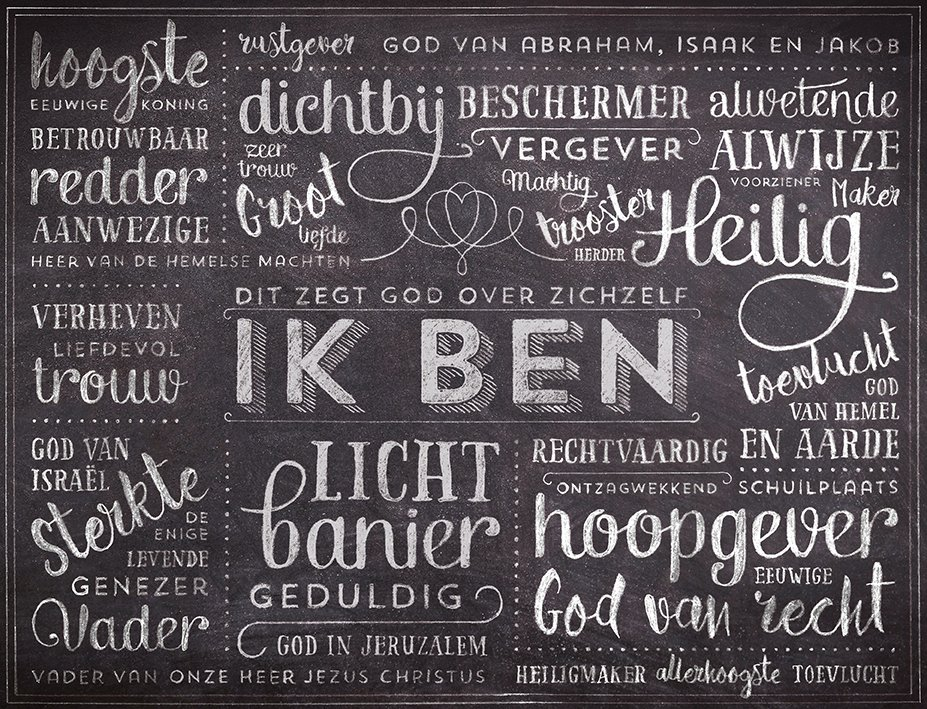 hoogste
EEUWIGE KONING
BETROUWBAAR
redder
AANWEZIGE
HEER VAN DE HEMELSE MACHTEN
rustgever
GOD VAN ABRAHAM, ISAAK EN JAKOB
dichtbij
zeer
trouw
Groot
liefde
BESCHERMER
VERGEVER
Machtig
trooster
HERDER
alwetende
ALWIJZE
VOORZIENER
Maker
Heilig
DIT ZEGT GOD OVER ZICHZELF
IK BEN
VERHEVEN
LIEFDEVOL
trouw
toevlucht
GOD
VAN HEMEL
EN AARDE
GOD VAN
ISRAËL
Sterkte
DE
ENIGE
LEVENDE
GENEZER
Vader
VADER VAN ONZE HEER JEZUS CHRISTUS
LICHT
banier
GEDULDIG
GOD IN JERUZALEM
RECHTVAARDIG
ONTZAGWEKKEND
SCHUILPLAATS
hoopgever
EEUWIGE
God van recht
HEILIGMAKER allerhoogste TOEVLUCHT